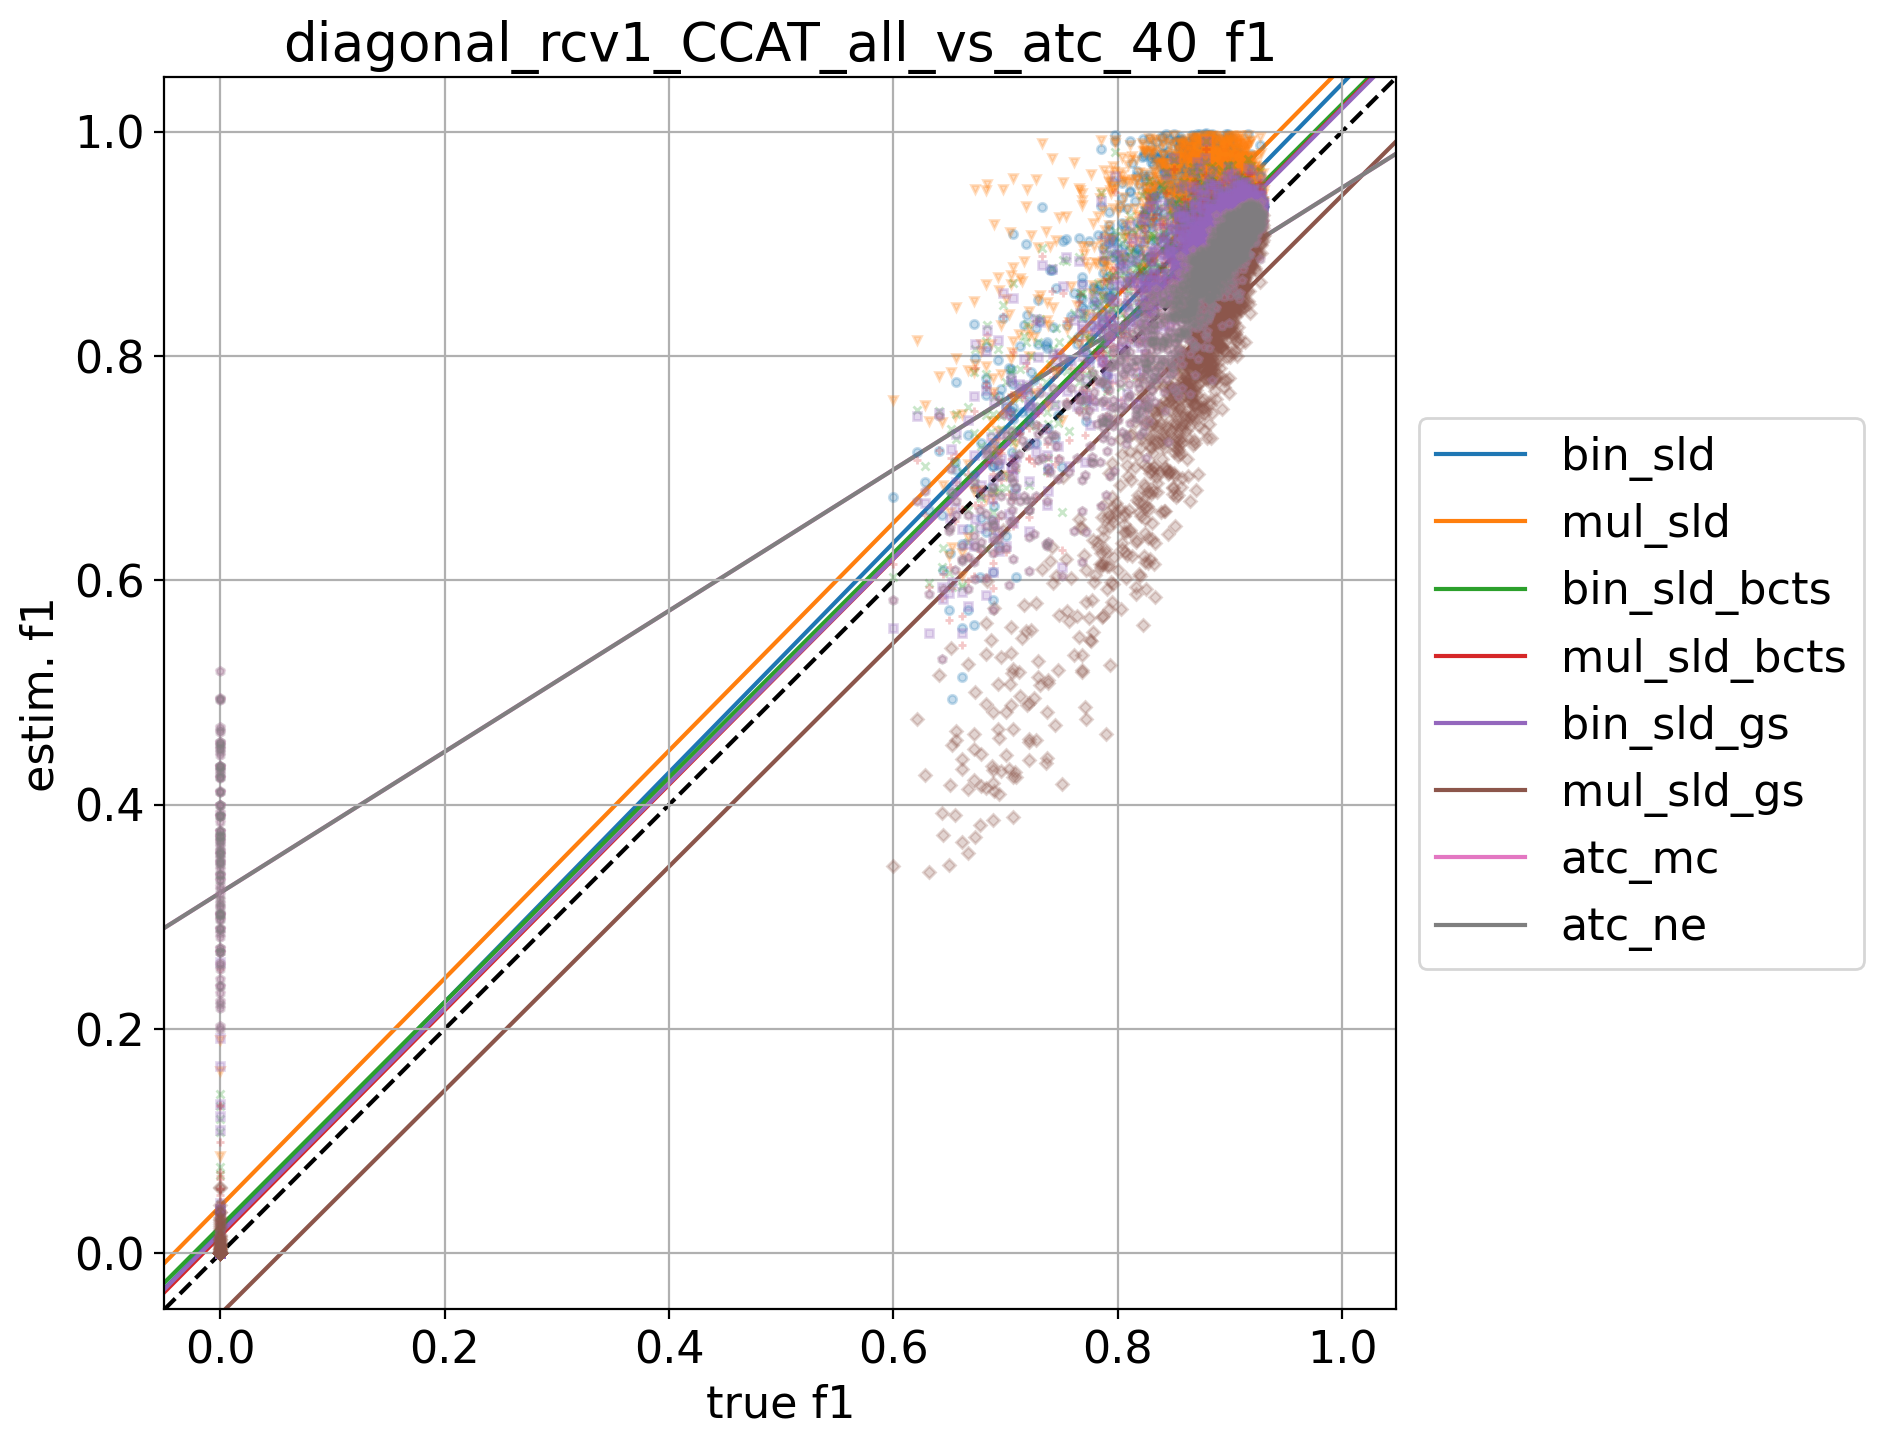 diagonal_rcv1_CCAT_all_vs_atc_40_f1
1.0
0.8
0.6
0.4
0.2
0.0
estim. f1
0.0 0.2 0.4 0.6 0.8 1.0
true f1
bin_sld
mul_sld
bin_sld_bcts
mul_sld_bcts
bin_sld_gs
mul_sld_gs
atc_mc
atc_ne